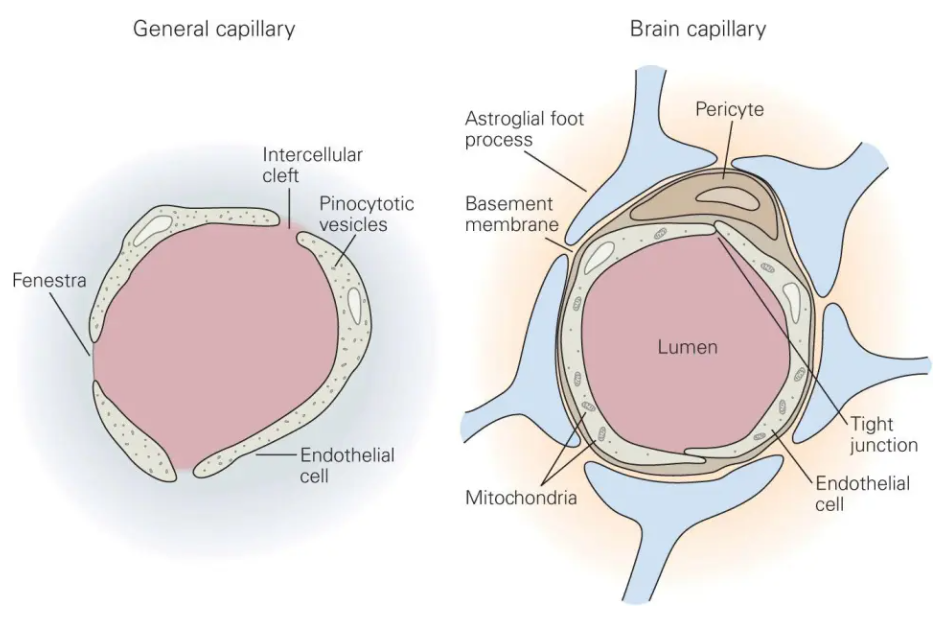 General capillary
Intercellular
cleft
Pinocytotic
vesicles
Fenestra
Endothelial
cell
Brain capillary
Astroglial foot
process
Pericyte
Basement
membrane
Lumen
Tight
junction
Mitochondria
Endothelial
cell